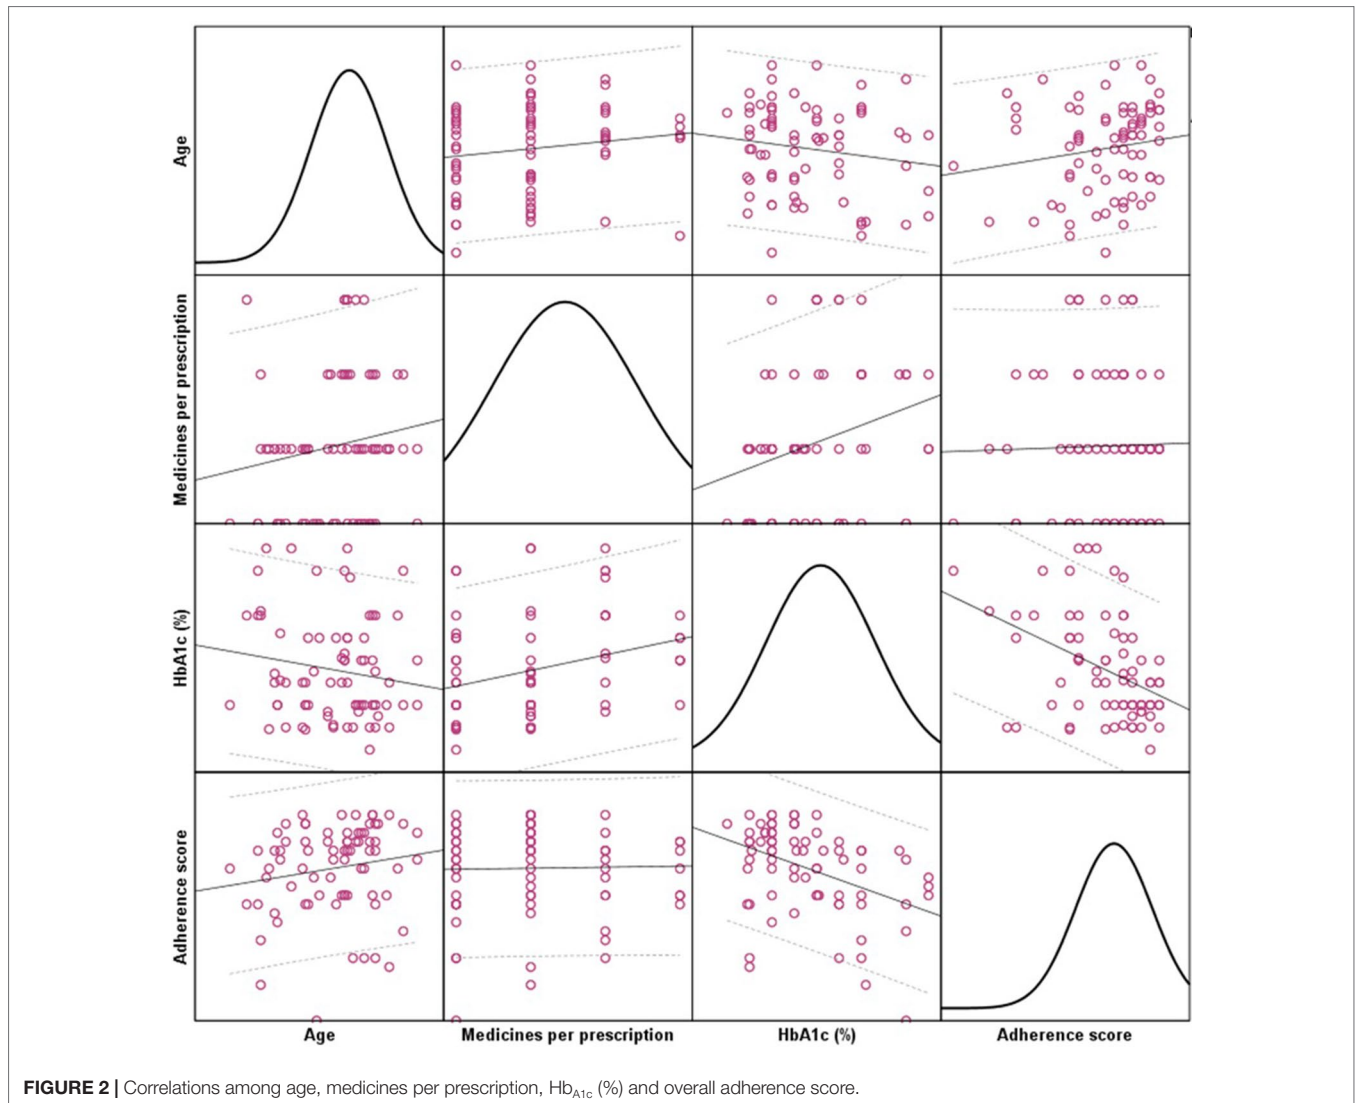 Age
Medicines per prescription
HbA1c (%)
Adherence score
Age
Medicines per prescription
HbA1c (%)
Adherence score
FIGURE 2 | Correlations among age, medicines per prescription, HbA1c (%) and overall adherence score.